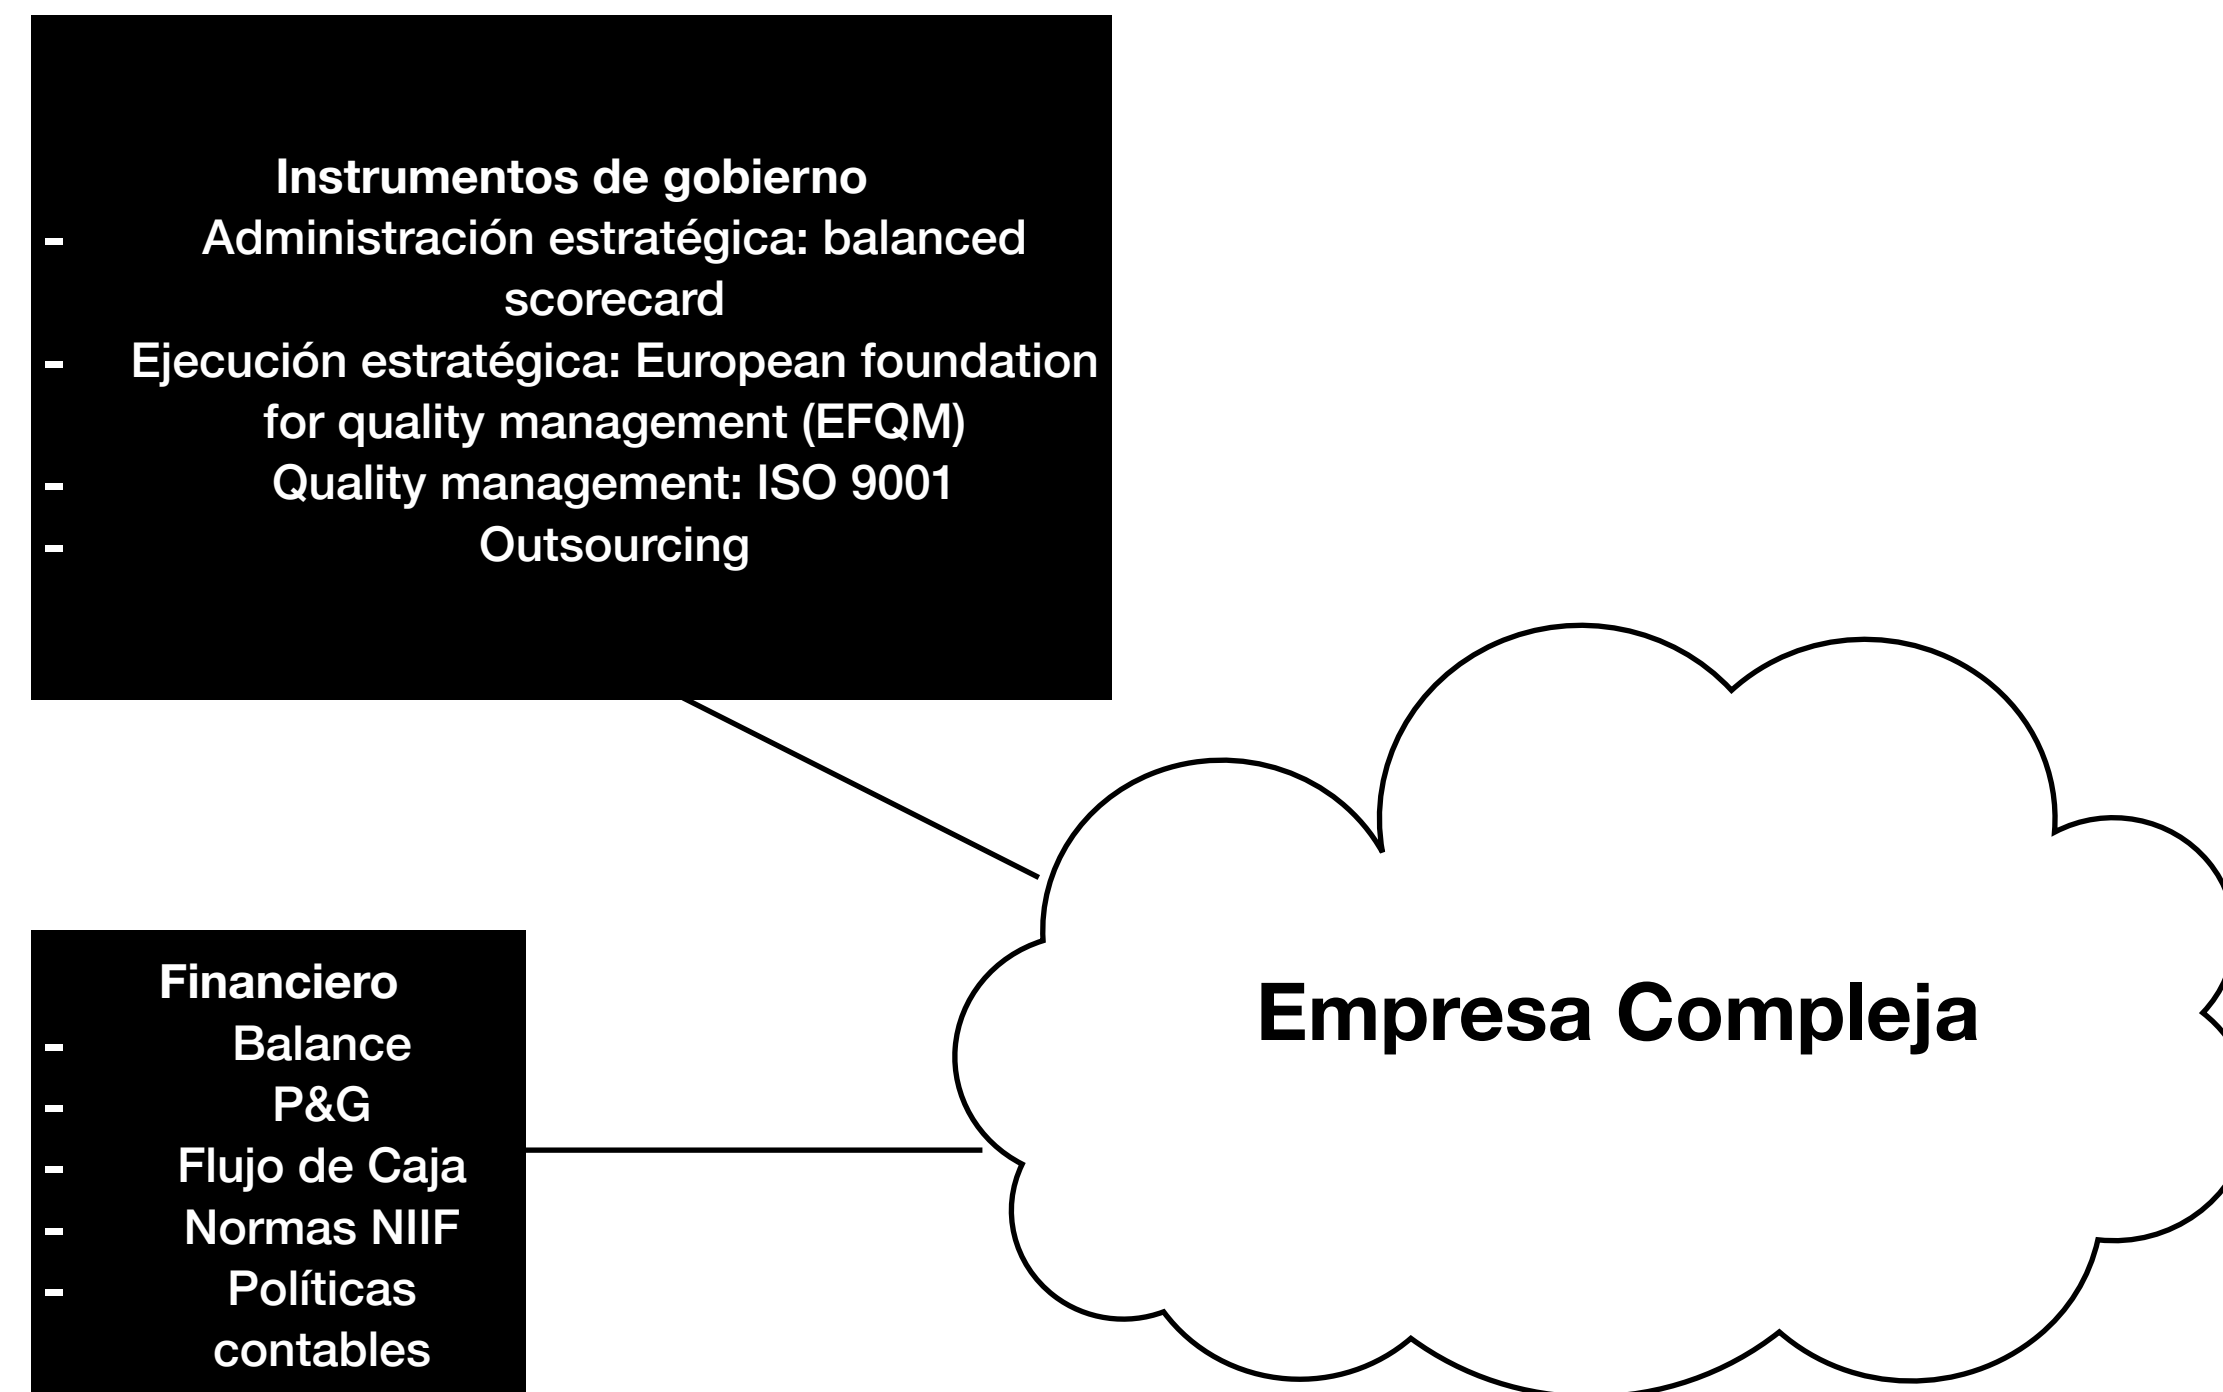 Instrumentos de gobierno
- Administración estratégica: balanced
scorecard
- Ejecución estratégica: European foundation
for quality management (EFQM)
- Quality management: ISO 9001
- Outsourcing
Financiero
- Balance
- P&G
- Flujo de Caja
- Normas NIIF
- Políticas
contables
Empresa Compleja